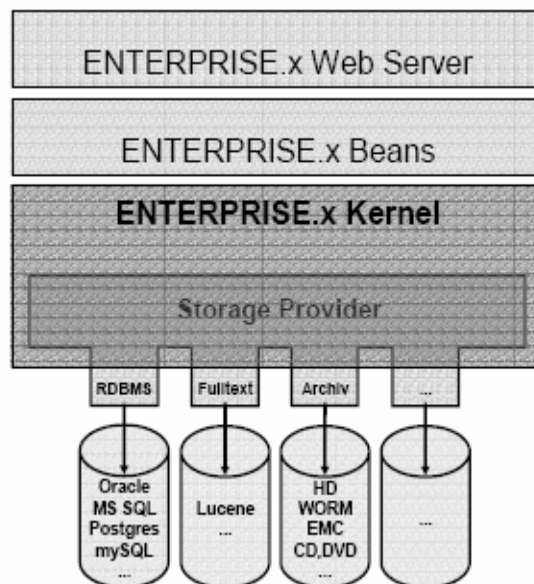 ENTERPRISE.x Web Server
ENTERPRISE.x Beans
ENTERPRISE.x Kernel
Storage Provider
RDBMS
Fulltext
Archiv
...
Oracle
MS SQL
Postgres
mySQL
...
Lucene
...
HD
WORM
EMC
CD,DVD
...
...